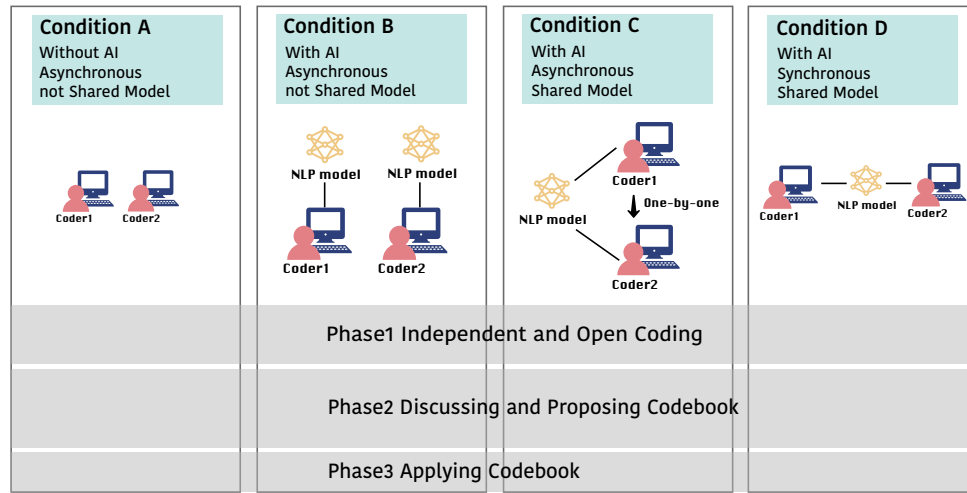 Condition A
Without AI
Asynchronous
not Shared Model
Coder1
Coder2
Condition B
With AI
Asynchronous
not Shared Model
NLP model
NLP model
Coder1
Coder2
Condition C
With AI
Asynchronous
Shared Model
Coder1
NLP model
One-by-one
Coder2
Condition D
With AI
Synchronous
Shared Model
Coder1
NLP model
Coder2
Phase1 Independent and Open Coding
Phase2 Discussing and Proposing Codebook
Phase3 Applying Codebook